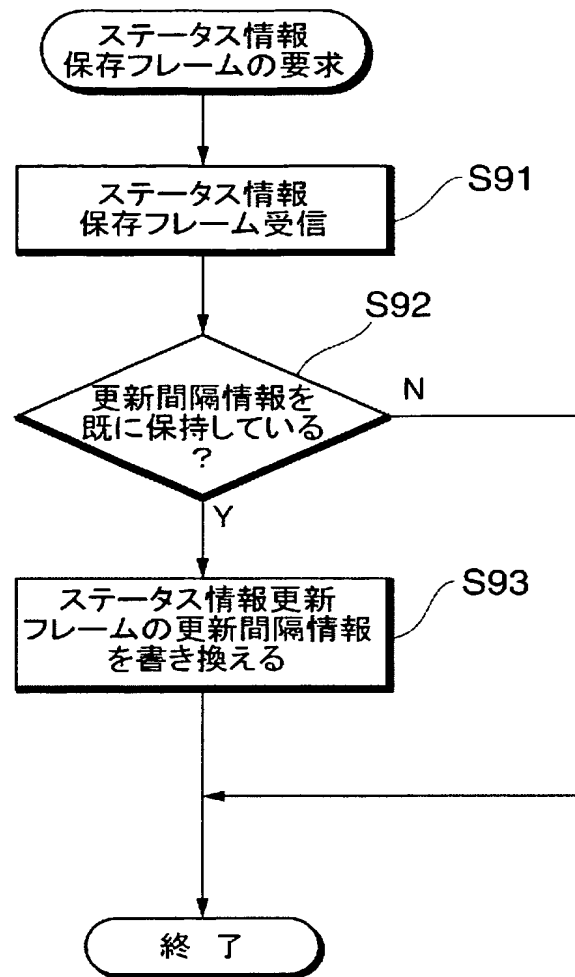 ステータス情報
保存フレームの要求
ステータス情報
保存フレーム受信
S91
S92
更新間隔情報を
既に保持している
?
N
Y
ステータス情報更新
フレームの更新間隔情報
を書き換える
S93
終 了